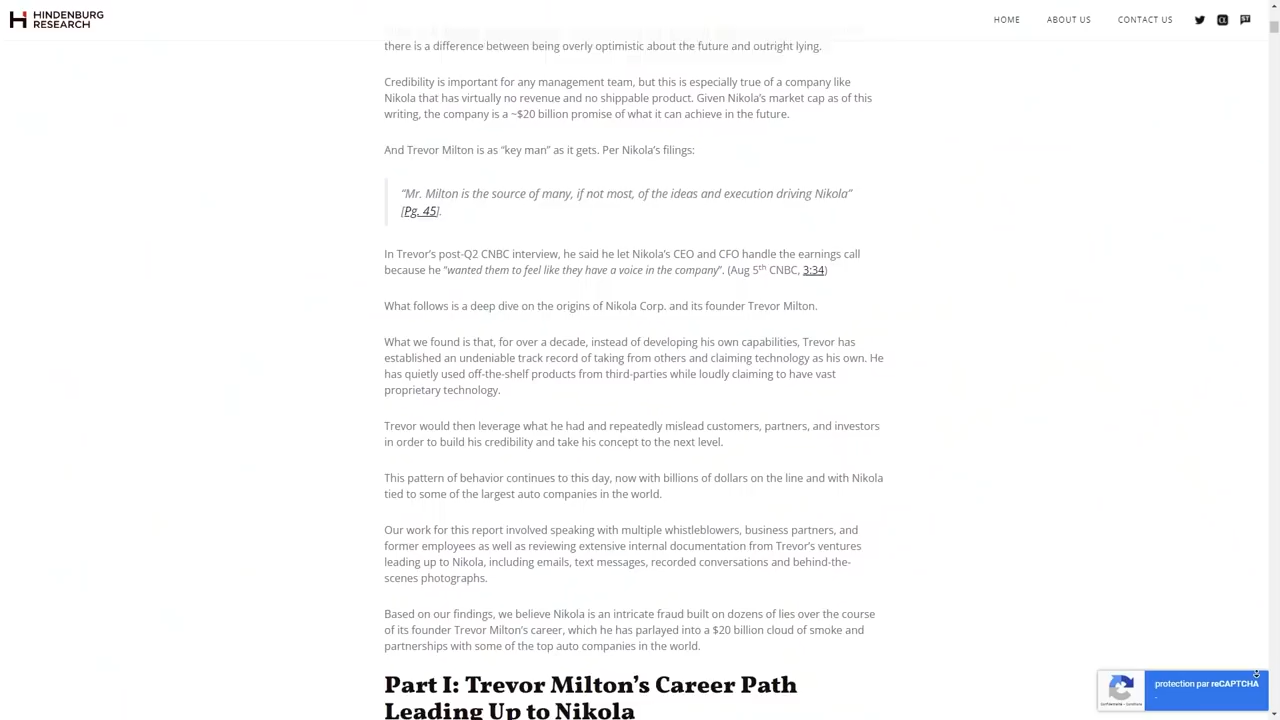 HINDENBURG
RESEARCH
HOME ABOUT US CONTACT US
there is a difference between being overly optimistic about the future and outright lying.
Credibility is important for any management team, but this is especially true of a company like
Nikola that has virtually no revenue and no shippable product. Given Nikola’s market cap as of this
writing, the company is a ~$20 billion promise of what it can achieve in the future.
And Trevor Milton is as “key man” as it gets. Per Nikola’s filings:
“Mr. Milton is the source of many, if not most, of the ideas and execution driving Nikola”
[Pg. 45].
In Trevor’s post-Q2 CNBC interview, he said he let Nikola’s CEO and CFO handle the earnings call
because he “wanted them to feel like they have a voice in the company”. (Aug 5th CNBC, 3:34)
What follows is a deep dive on the origins of Nikola Corp. and its founder Trevor Milton.
What we found is that, for over a decade, instead of developing his own capabilities, Trevor has
established an undeniable track record of taking from others and claiming technology as his own. He
has quietly used off-the-shelf products from third-parties while loudly claiming to have vast
proprietary technology.
Trevor would then leverage what he had and repeatedly mislead customers, partners, and investors
in order to build his credibility and take his concept to the next level.
This pattern of behavior continues to this day, now with billions of dollars on the line and with Nikola
tied to some of the largest auto companies in the world.
Our work for this report involved speaking with multiple whistleblowers, business partners, and
former employees as well as reviewing extensive internal documentation from Trevor’s ventures
leading up to Nikola, including emails, text messages, recorded conversations and behind-the-
scenes photographs.
Based on our findings, we believe Nikola is an intricate fraud built on dozens of lies over the course
of its founder Trevor Milton’s career, which he has parlayed into a $20 billion cloud of smoke and
partnerships with some of the top auto companies in the world.
Part I: Trevor Milton’s Career Path
Leading Up to Nikola
protection par reCAPTCHA